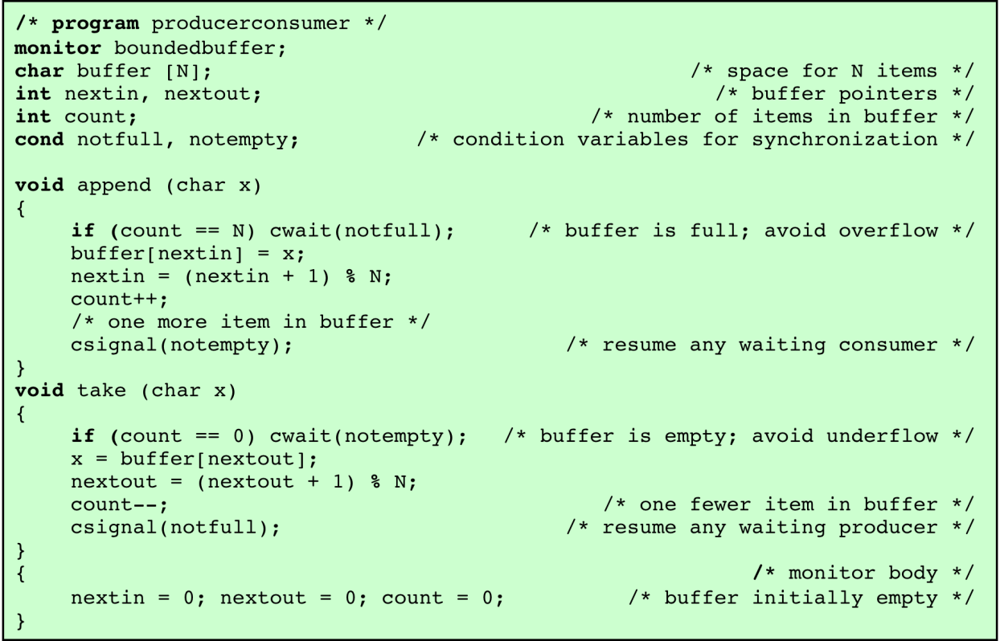 /* program producerconsumer */
monitor boundedbuffer;
char buffer [N]; /* space for N items */
int nextin, nextout; /* buffer pointers */
int count; /* number of items in buffer */
cond notfull, notempty; /* condition variables for synchronization */
void append (char x)
{
if (count == N) cwait(notfull); /* buffer is full; avoid overflow */
buffer[nextin] = x;
nextin = (nextin + 1) % N;
count++;
/* one more item in buffer */
csignal(notempty); /* resume any waiting consumer */
}
void take (char x)
{
if (count == 0) cwait(notempty); /* buffer is empty; avoid underflow */
x = buffer[nextout];
nextout = (nextout + 1) % N;
count--; /* one fewer item in buffer */
csignal(notfull); /* resume any waiting producer */
}
{ /* monitor body */
nextin = 0; nextout = 0; count = 0; /* buffer initially empty */
}